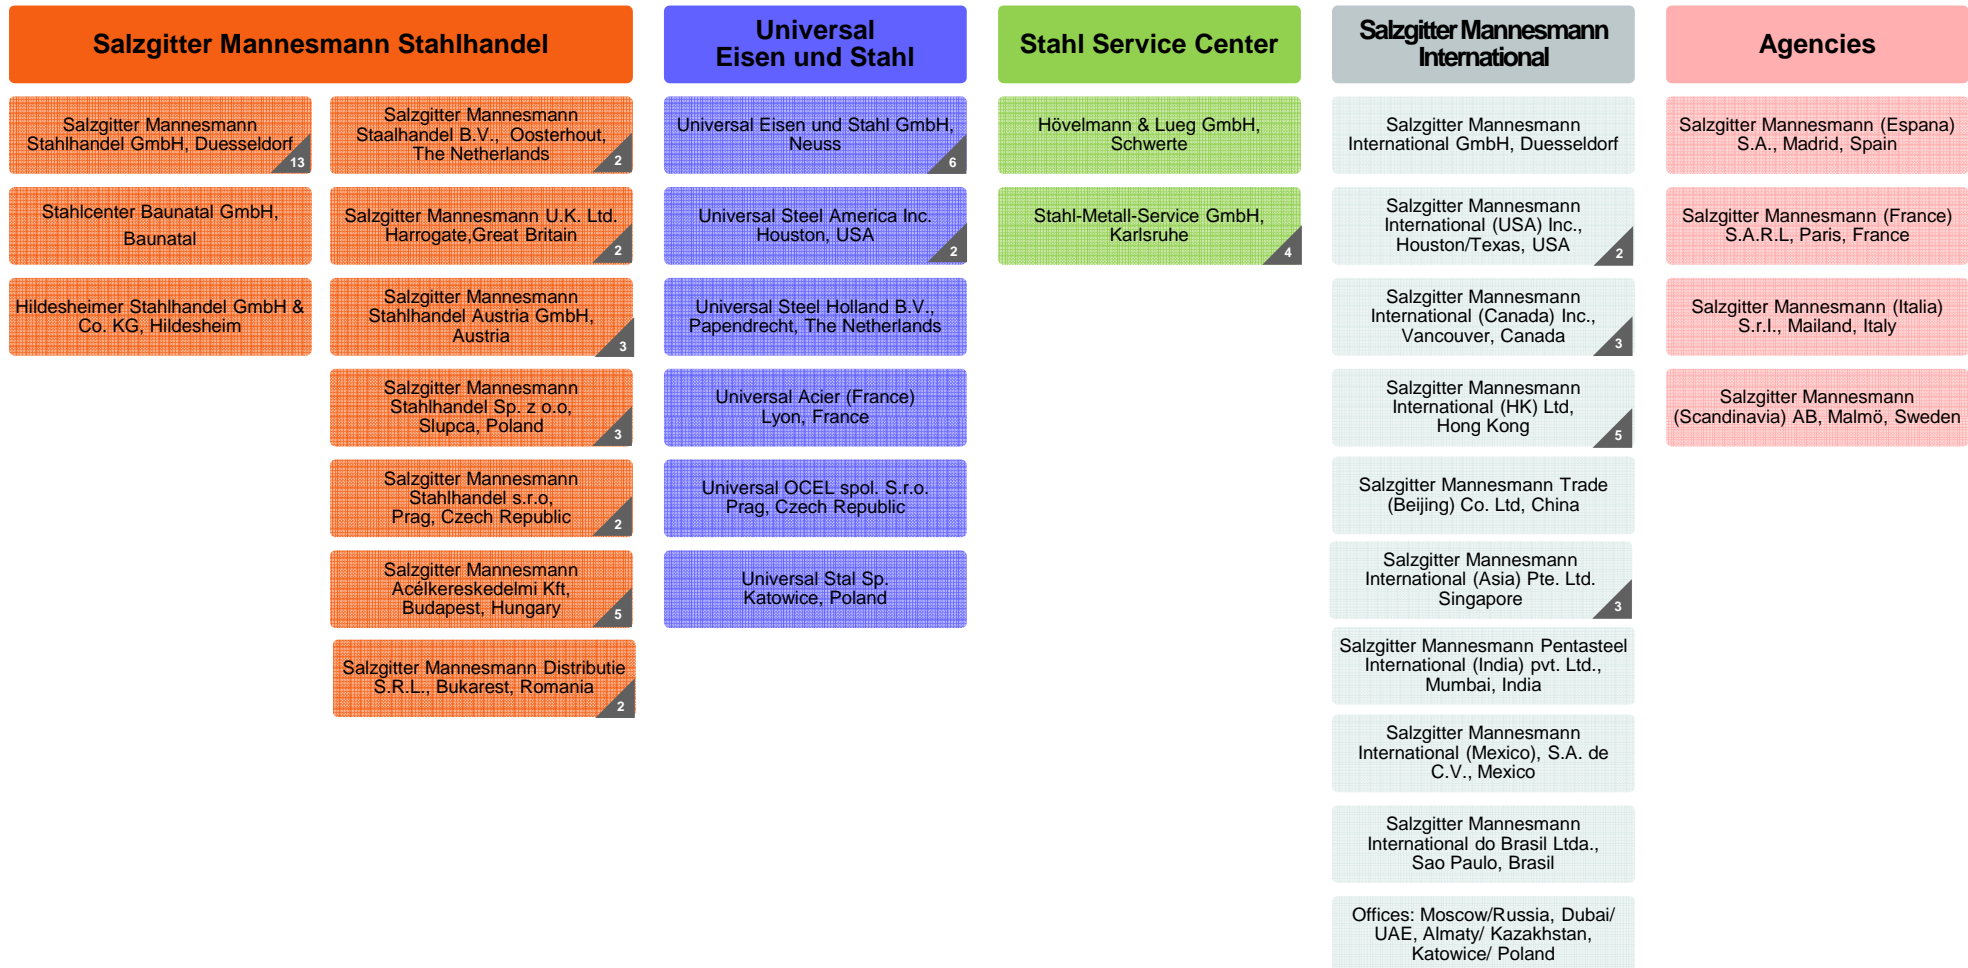 Salzgitter Mannesmann Stahlhandel
Salzgitter Mannesmann
Stahlhandel GmbH, Duesseldorf
13
Stahlcenter Baunatal GmbH,
Baunatal
Hildesheimer Stahlhandel GmbH &
Co. KG, Hildesheim
Salzgitter Mannesmann
Staalhandel B.V., Oosterhout,
The Netherlands
2
Salzgitter Mannesmann U.K. Ltd.
Harrogate,Great Britain
2
Salzgitter Mannesmann
Stahlhandel Austria GmbH,
Austria
3
Salzgitter Mannesmann
Stahlhandel Sp. z o.o,
Slupca, Poland
3
Salzgitter Mannesmann
Stahlhandel s.r.o,
Prag, Czech Republic
2
Salzgitter Mannesmann
Acélkereskedelmi Kft,
Budapest, Hungary
5
Salzgitter Mannesmann Distributie
S.R.L., Bukarest, Romania
2
Universal
Eisen und Stahl
Universal Eisen und Stahl GmbH,
Neuss
6
Universal Steel America Inc.
Houston, USA
2
Universal Steel Holland B.V.,
Papendrecht, The Netherlands
Universal Acier (France)
Lyon, France
Universal OCEL spol. S.r.o.
Prag, Czech Republic
Universal Stal Sp.
Katowice, Poland
Stahl Service Center
Hövelmann & Lueg GmbH,
Schwerte
Stahl-Metall-Service GmbH,
Karlsruhe
4
Salzgitter Mannesmann
International
Salzgitter Mannesmann
International GmbH, Duesseldorf
Salzgitter Mannesmann
International (USA) Inc.,
Houston/Texas, USA
2
Salzgitter Mannesmann
International (Canada) Inc.,
Vancouver, Canada
3
Salzgitter Mannesmann
International (HK) Ltd,
Hong Kong
5
Salzgitter Mannesmann Trade
(Beijing) Co. Ltd, China
Salzgitter Mannesmann
International (Asia) Pte. Ltd.
Singapore
3
Salzgitter Mannesmann Pentasteel
International (India) pvt. Ltd.,
Mumbai, India
Salzgitter Mannesmann
International (Mexico), S.A. de
C.V., Mexico
Salzgitter Mannesmann
International do Brasil Ltda.,
Sao Paulo, Brasil
Offices: Moscow/Russia, Dubai/
UAE, Almaty/ Kazakhstan,
Katowice/ Poland
Agencies
Salzgitter Mannesmann (Espana)
S.A., Madrid, Spain
Salzgitter Mannesmann (France)
S.A.R.L, Paris, France
Salzgitter Mannesmann (Italia)
S.r.l., Mailand, Italy
Salzgitter Mannesmann
(Scandinavia) AB, Malmö, Sweden